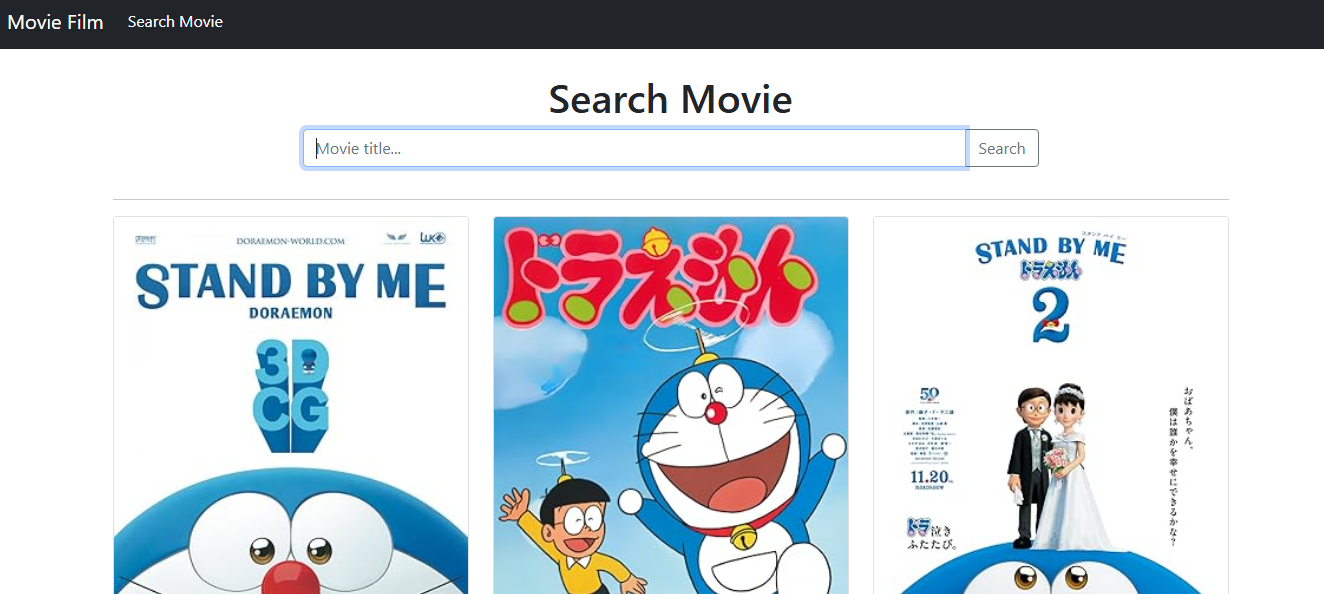 Movie Film
Search Movie
Search Movie
Movie title...
Search
DORAEMON-WORLD.COM
STAND BY ME
DORAEMON
3D
CG
ドラえもん
スタンド バイ ミー
STAND BY ME
ドラえもん
2
50
11.20
ROADSHOW
ドラ泣き
ふたたび。
おばあちゃん、
僕は誰かを幸せにできるかな?